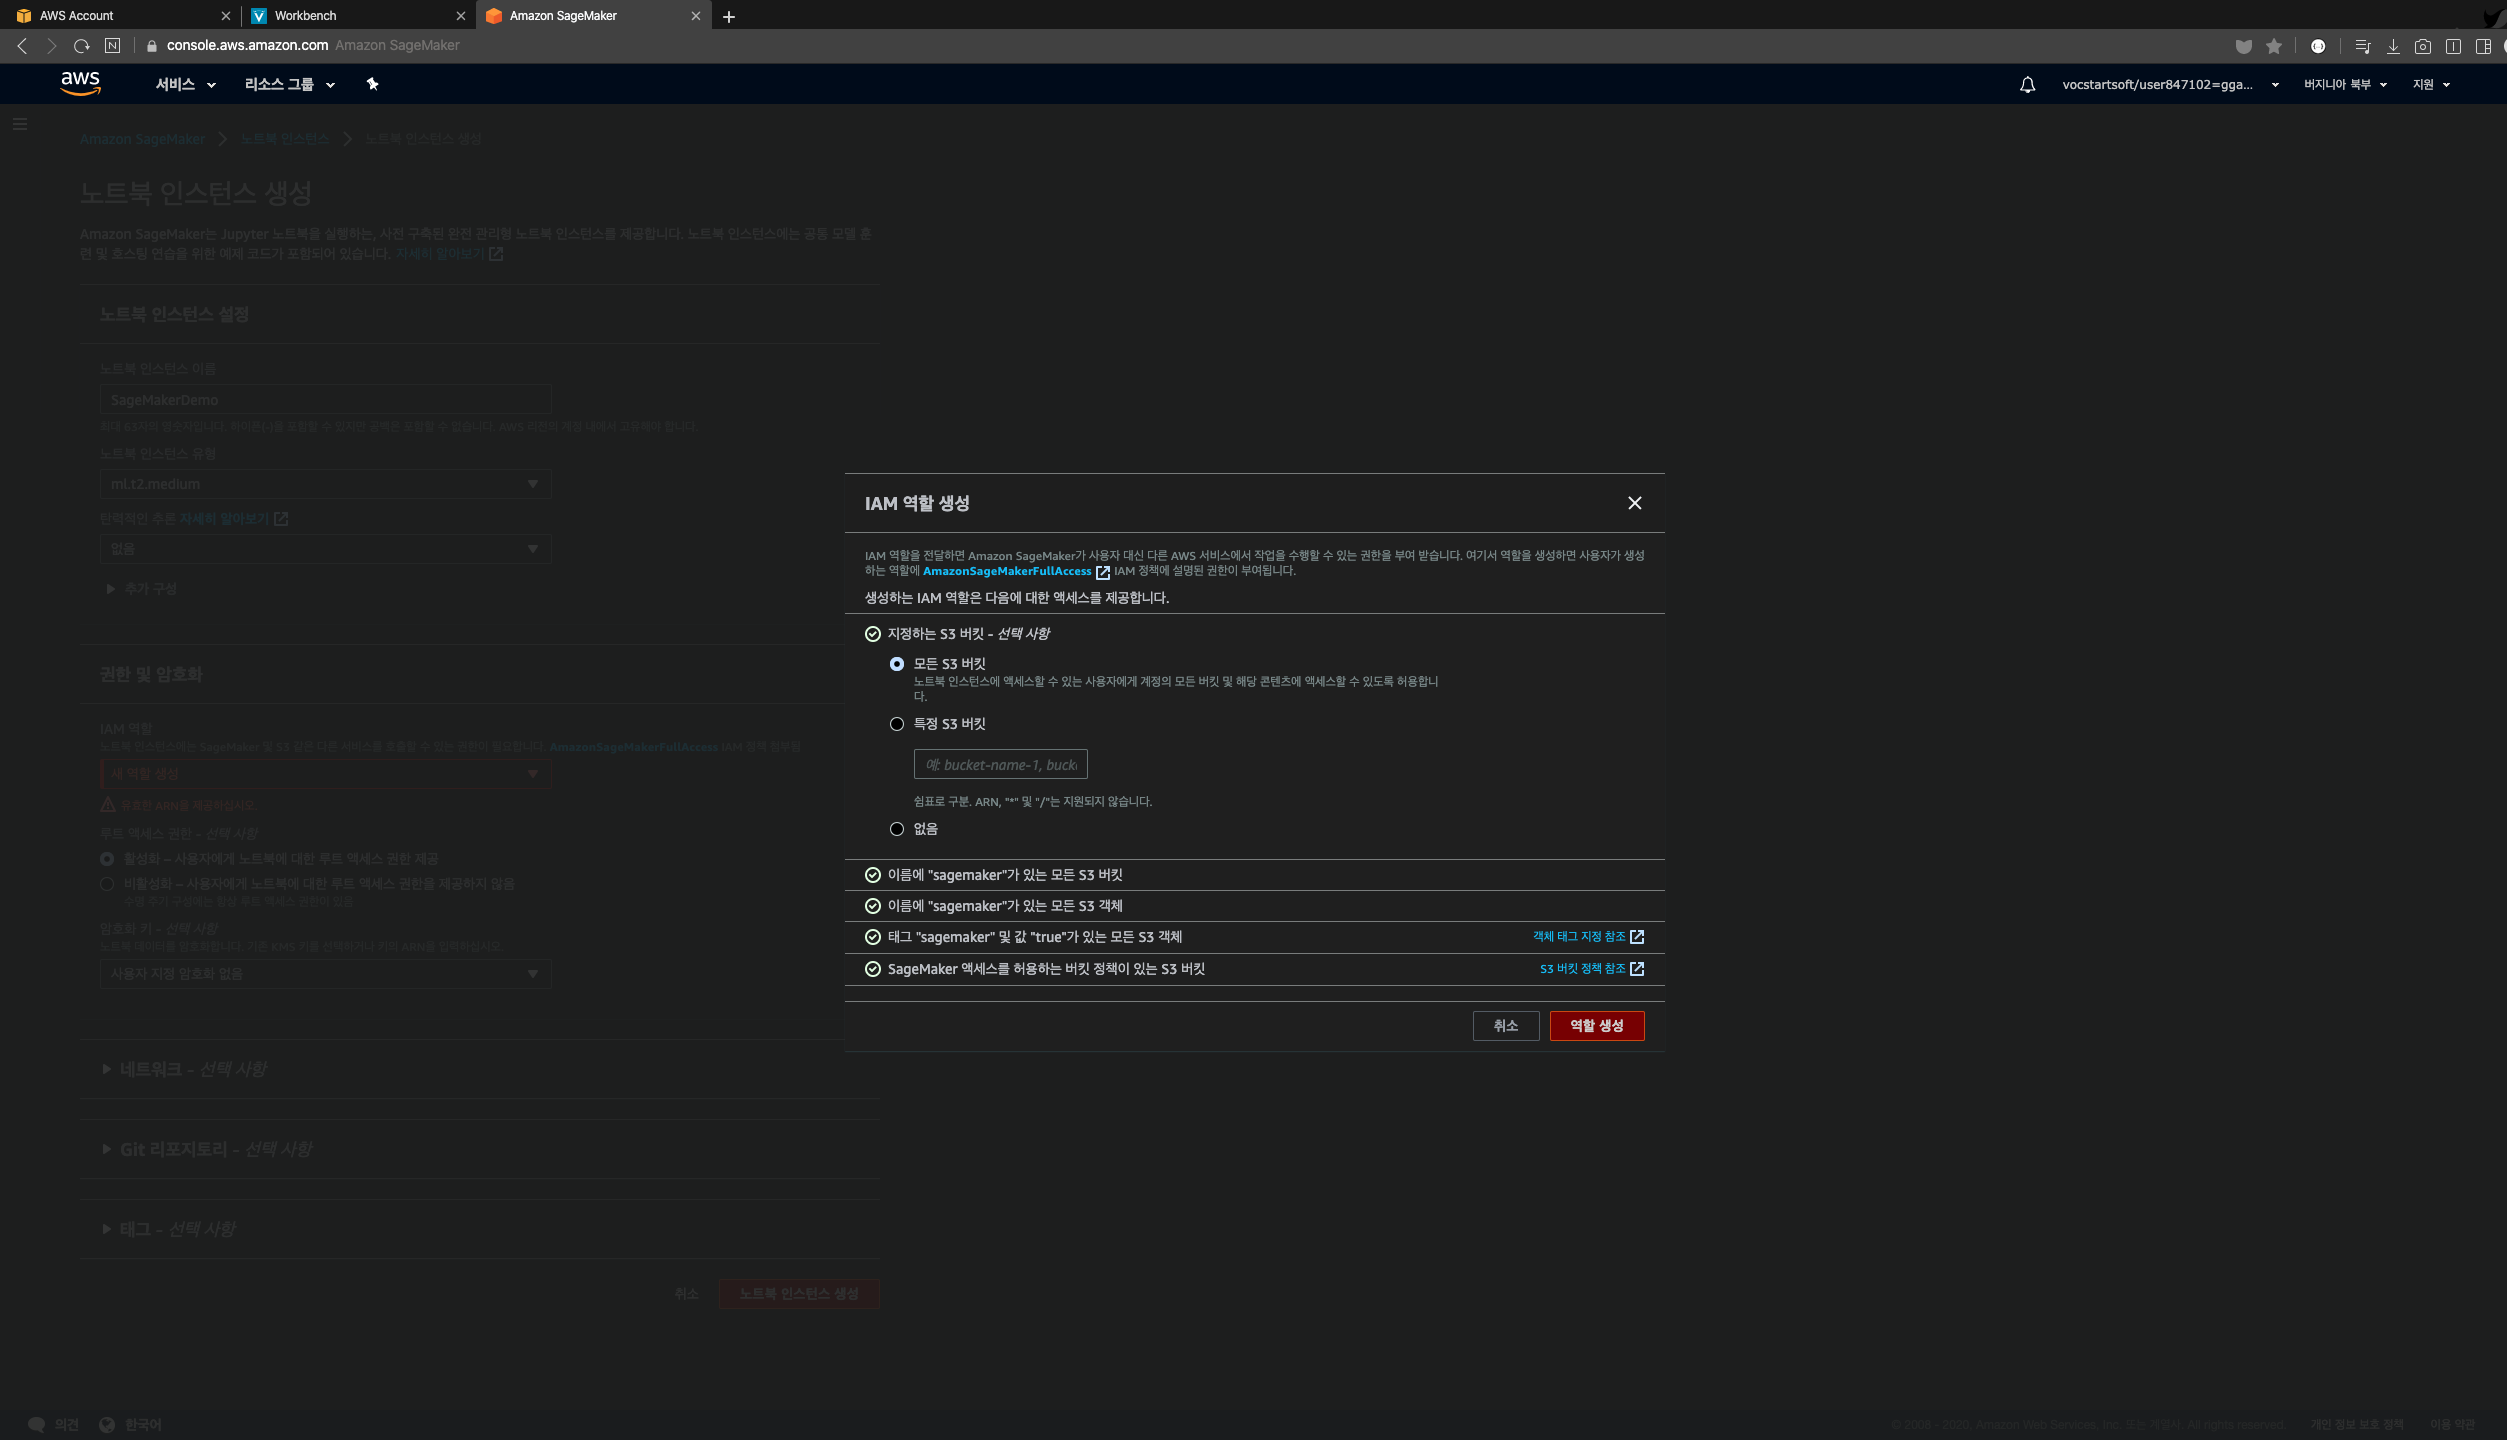 AWS Account
Workbench
Amazon SageMaker
console.aws.amazon.com Amazon SageMaker
aws
서비스
리소스 그룹
vocstartsoft/user847102=gga...
버지니아 북부
지원
Amazon SageMaker
노트북 인스턴스
노트북 인스턴스 생성
노트북 인스턴스 생성
Amazon SageMaker는 Jupyter 노트북을 실행하는, 사전 구축된 완전 관리형 노트북 인스턴스를 제공합니다. 노트북 인스턴스에는 공통 모델 훈
련 및 호스팅 연습을 위한 예제 코드가 포함되어 있습니다. 자세히 알아보기
노트북 인스턴스 설정
노트북 인스턴스 이름
SageMakerDemo
최대 63자의 영숫자입니다. 하이픈(-)을 포함할 수 있지만 공백은 포함할 수 없습니다. AWS 리전의 계정 내에서 고유해야 합니다.
노트북 인스턴스 유형
ml.t2.medium
탄력적인 추론 자세히 알아보기
없음
추가 구성
권한 및 암호화
IAM 역할
노트북 인스턴스에는 SageMaker 및 S3 같은 다른 서비스를 호출할 수 있는 권한이 필요합니다. AmazonSageMakerFullAccess IAM 정책 첨부됨
새 역할 생성
유효한 ARN을 제공하십시오.
루트 액세스 권한 - 선택 사항
활성화 – 사용자에게 노트북에 대한 루트 액세스 권한 제공
비활성화 – 사용자에게 노트북에 대한 루트 액세스 권한을 제공하지 않음
수명 주기 구성에는 항상 루트 액세스 권한이 있음
암호화 키 - 선택 사항
노트북 데이터를 암호화합니다. 기존 KMS 키를 선택하거나 키의 ARN을 입력하십시오.
사용자 지정 암호화 없음
네트워크 - 선택 사항
Git 리포지토리 - 선택 사항
태그 - 선택 사항
취소
노트북 인스턴스 생성
IAM 역할 생성
IAM 역할을 전달하면 Amazon SageMaker가 사용자 대신 다른 AWS 서비스에서 작업을 수행할 수 있는 권한을 부여 받습니다. 여기서 역할을 생성하면 사용자가 생성
하는 역할에 AmazonSageMakerFullAccess IAM 정책에 설명된 권한이 부여됩니다.
생성하는 IAM 역할은 다음에 대한 액세스를 제공합니다.
지정하는 S3 버킷 - 선택 사항
모든 S3 버킷
노트북 인스턴스에 액세스할 수 있는 사용자에게 계정의 모든 버킷 및 해당 콘텐츠에 액세스할 수 있도록 허용합니
다.
특정 S3 버킷
예: bucket-name-1, buck
쉼표로 구분. ARN, "*" 및 "/"는 지원되지 않습니다.
없음
이름에 "sagemaker"가 있는 모든 S3 버킷
이름에 "sagemaker"가 있는 모든 S3 객체
태그 "sagemaker" 및 값 "true"가 있는 모든 S3 객체
객체 태그 지정 참조
SageMaker 액세스를 허용하는 버킷 정책이 있는 S3 버킷
S3 버킷 정책 참조
취소
역할 생성
의견
한국어
© 2008 - 2020, Amazon Web Services, Inc. 또는 계열사. All rights reserved.
개인 정보 보호 정책
이용 약관